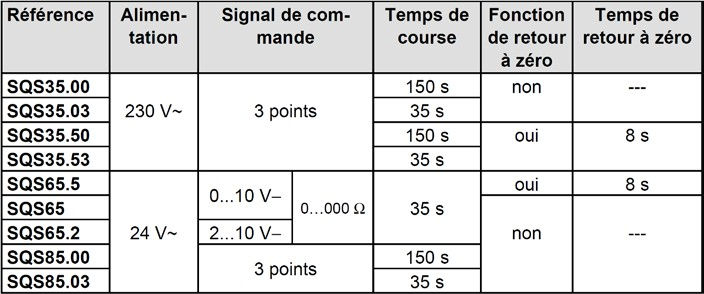 Référence
Alimen-
tation
Signal de com-
mande
Temps de
course
Fonction
de retour
à zéro
Temps de
retour à zéro
SQS35.00 150 s non ---
SQS35.03 230 V~ 3 points 35 s
SQS35.50 150 s oui 8 s
SQS35.53 35 s
SQS65.5 oui 8 s
0...10 V– 0…000 Ω
SQS65 35 s
SQS65.2 24 V~ 2...10 V– non ---
SQS85.00 150 s
3 points
SQS85.03 35 s